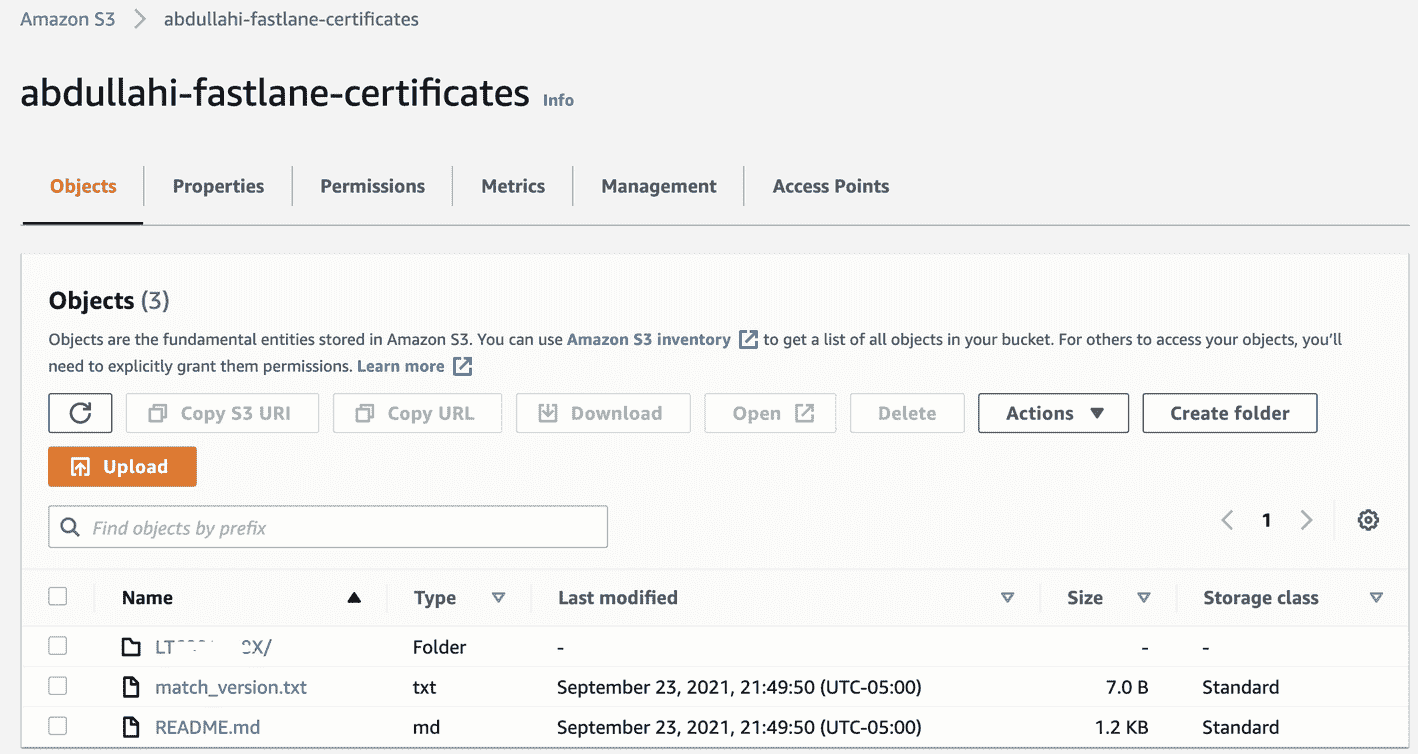 Amazon S3 > abdullahi-fastlane-certificates
abdullahi-fastlane-certificates Info
Objects Properties Permissions Metrics Management Access Points
Objects (3)
Objects are the fundamental entities stored in Amazon S3. You can use Amazon S3 inventory to get a list of all objects in your bucket. For others to access your objects, you'll
need to explicitly grant them permissions. Learn more
Copy S3 URI Copy URL Download Open Delete Actions Create folder
Upload
Find objects by prefix
1
Name Type Last modified Size Storage class
Folder - - -
match_version.txt txt September 23, 2021, 21:49:50 (UTC-05:00) 7.0 B Standard
README.md md September 23, 2021, 21:49:50 (UTC-05:00) 1.2 KB Standard